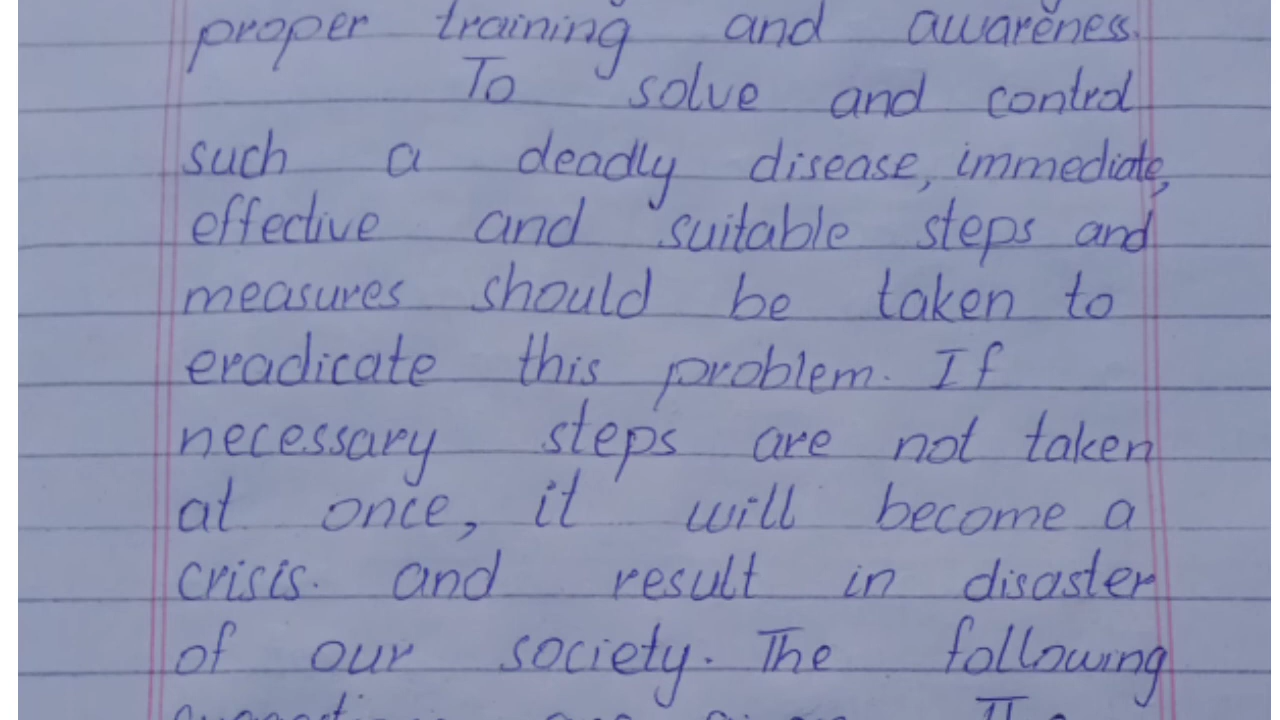 proper training and awareness.
To solve and control
such a deadly disease, immediate,
effective and suitable steps and
measures should be taken to
eradicate this problem. If
necessary steps are not taken
at once, it will become a
crisis. and result in disaster
of our society. The following